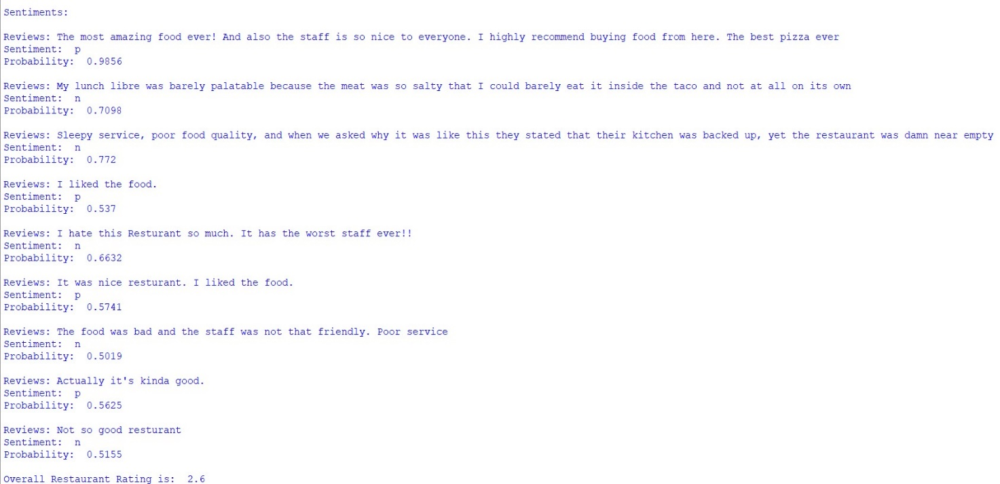 Sentiments:
Reviews: The most amazing food ever! And also the staff is so nice to everyone. I highly recommend buying food from here. The best pizza ever
Sentiment:  p
Probability:  0.9856
Reviews: My lunch libre was barely palatable because the meat was so salty that I could barely eat it inside the taco and not at all on its own
Sentiment:  n
Probability:  0.7098
Reviews: Sleepy service, poor food quality, and when we asked why it was like this they stated that their kitchen was backed up, yet the restaurant was damn near empty
Sentiment:  n
Probability:  0.772
Reviews: I liked the food.
Sentiment:  p
Probability:  0.537
Reviews: I hate this Resturant so much. It has the worst staff ever!!
Sentiment:  n
Probability:  0.6632
Reviews: It was nice resturant. I liked the food.
Sentiment:  p
Probability:  0.5741
Reviews: The food was bad and the staff was not that friendly. Poor service
Sentiment:  n
Probability:  0.5019
Reviews: Actually it's kinda good.
Sentiment:  p
Probability:  0.5625
Reviews: Not so good resturant
Sentiment:  n
Probability:  0.5155
Overall Restaurant Rating is:  2.6